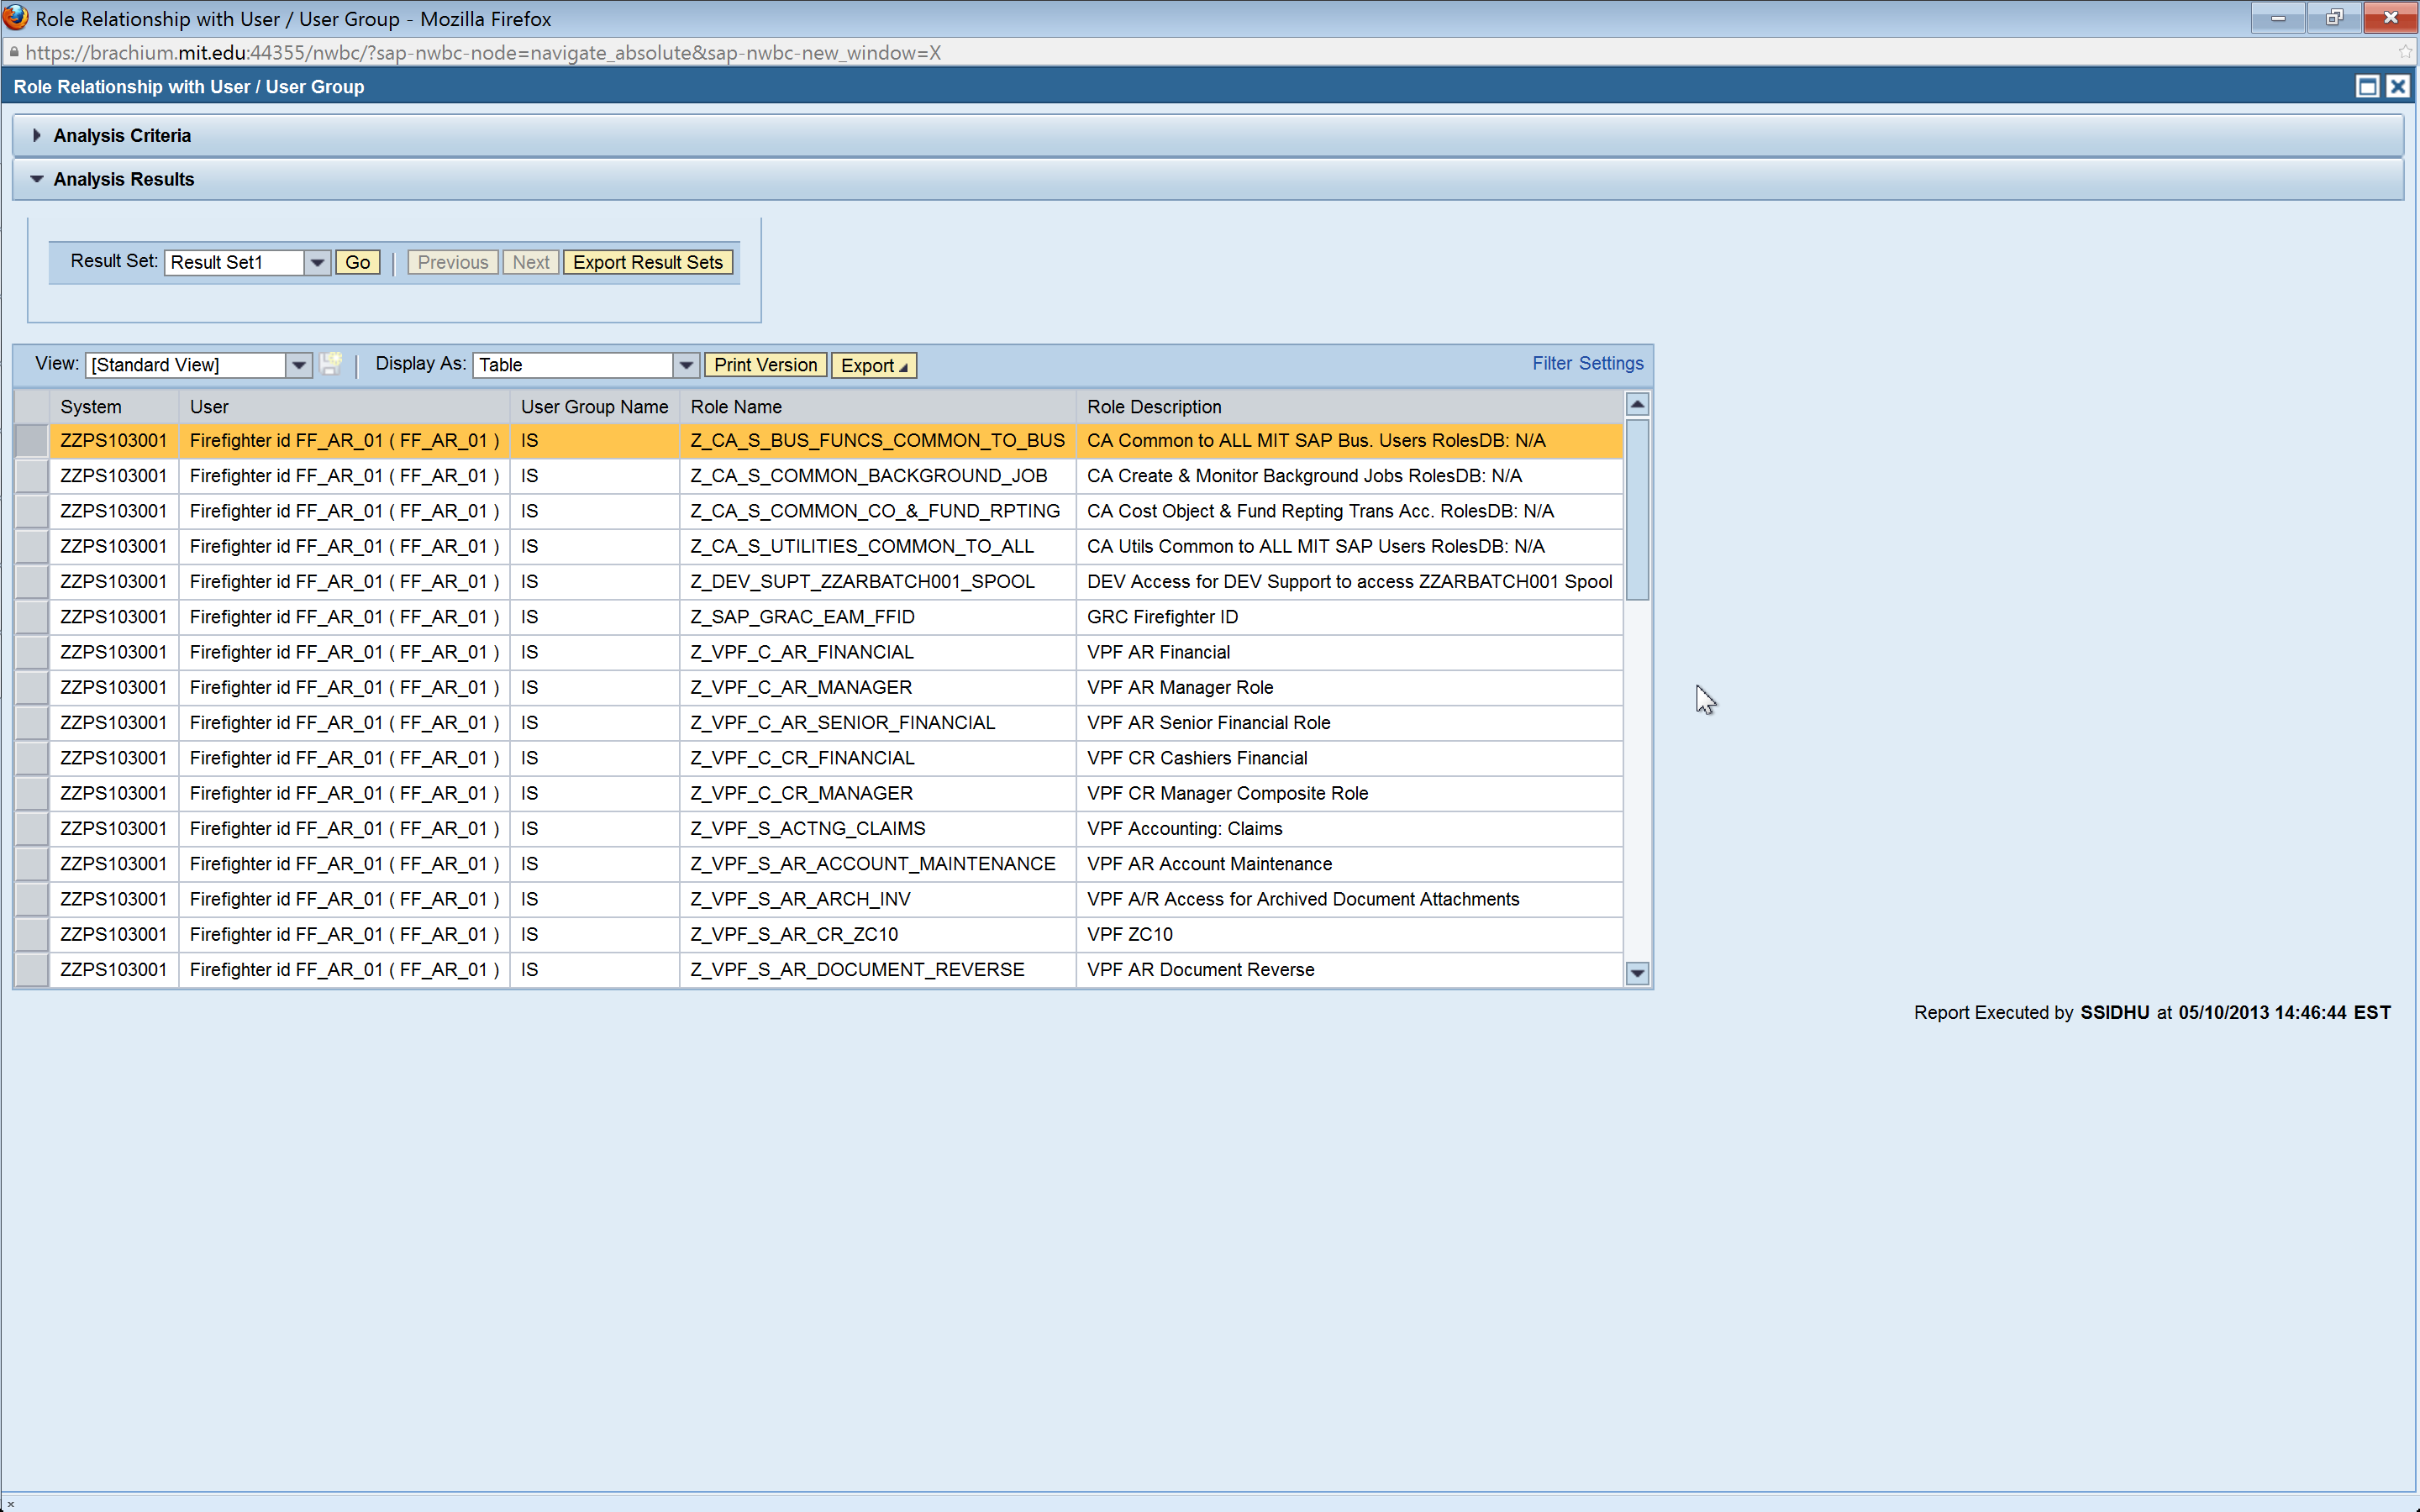 Role Relationship with User / User Group - Mozilla Firefox
https://brachium.mit.edu:44355/nwbc/?sap-nwbc-node=navigate_absolute&sap-nwbc-new_window=X
Role Relationship with User / User Group
Analysis Criteria
Analysis Results
Result Set: Result Set1 Go Previous Next Export Result Sets
View: [Standard View] Display As: Table Print Version Export Filter Settings
System User User Group Name Role Name Role Description
ZZPS103001 Firefighter id FF_AR_01 ( FF_AR_01 ) IS Z_CA_S_BUS_FUNCS_COMMON_TO_BUS CA Common to ALL MIT SAP Bus. Users RolesDB: N/A
ZZPS103001 Firefighter id FF_AR_01 ( FF_AR_01 ) IS Z_CA_S_COMMON_BACKGROUND_JOB CA Create & Monitor Background Jobs RolesDB: N/A
ZZPS103001 Firefighter id FF_AR_01 ( FF_AR_01 ) IS Z_CA_S_COMMON_CO_&_FUND_RPTING CA Cost Object & Fund Repting Trans Acc. RolesDB: N/A
ZZPS103001 Firefighter id FF_AR_01 ( FF_AR_01 ) IS Z_CA_S_UTILITIES_COMMON_TO_ALL CA Utils Common to ALL MIT SAP Users RolesDB: N/A
ZZPS103001 Firefighter id FF_AR_01 ( FF_AR_01 ) IS Z_DEV_SUPT_ZZARBATCH001_SPOOL DEV Access for DEV Support to access ZZARBATCH001 Spool
ZZPS103001 Firefighter id FF_AR_01 ( FF_AR_01 ) IS Z_SAP_GRAC_EAM_FFID GRC Firefighter ID
ZZPS103001 Firefighter id FF_AR_01 ( FF_AR_01 ) IS Z_VPF_C_AR_FINANCIAL VPF AR Financial
ZZPS103001 Firefighter id FF_AR_01 ( FF_AR_01 ) IS Z_VPF_C_AR_MANAGER VPF AR Manager Role
ZZPS103001 Firefighter id FF_AR_01 ( FF_AR_01 ) IS Z_VPF_C_AR_SENIOR_FINANCIAL VPF AR Senior Financial Role
ZZPS103001 Firefighter id FF_AR_01 ( FF_AR_01 ) IS Z_VPF_C_CR_FINANCIAL VPF CR Cashiers Financial
ZZPS103001 Firefighter id FF_AR_01 ( FF_AR_01 ) IS Z_VPF_C_CR_MANAGER VPF CR Manager Composite Role
ZZPS103001 Firefighter id FF_AR_01 ( FF_AR_01 ) IS Z_VPF_S_ACTNG_CLAIMS VPF Accounting: Claims
ZZPS103001 Firefighter id FF_AR_01 ( FF_AR_01 ) IS Z_VPF_S_AR_ACCOUNT_MAINTENANCE VPF AR Account Maintenance
ZZPS103001 Firefighter id FF_AR_01 ( FF_AR_01 ) IS Z_VPF_S_AR_ARCH_INV VPF A/R Access for Archived Document Attachments
ZZPS103001 Firefighter id FF_AR_01 ( FF_AR_01 ) IS Z_VPF_S_AR_CR_ZC10 VPF ZC10
ZZPS103001 Firefighter id FF_AR_01 ( FF_AR_01 ) IS Z_VPF_S_AR_DOCUMENT_REVERSE VPF AR Document Reverse
Report Executed by SSIDHU at 05/10/2013 14:46:44 EST